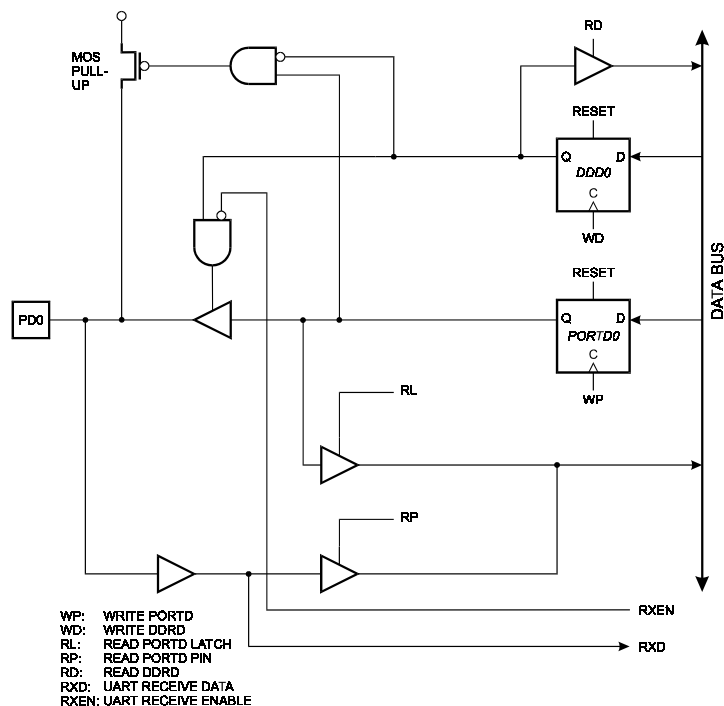 RD
MOS
PULL-
UP
RESET
Q D
DDD0
C
WD
RESET
DATA BUS
PD0
Q D
PORTD0
C
WP
RL
RP
RXEN
RXD
WP: WRITE PORTD
WD: WRITE DDRD
RL: READ PORTD LATCH
RP: READ PORTD PIN
RD: READ DDRD
RXD: UART RECEIVE DATA
RXEN: UART RECEIVE ENABLE